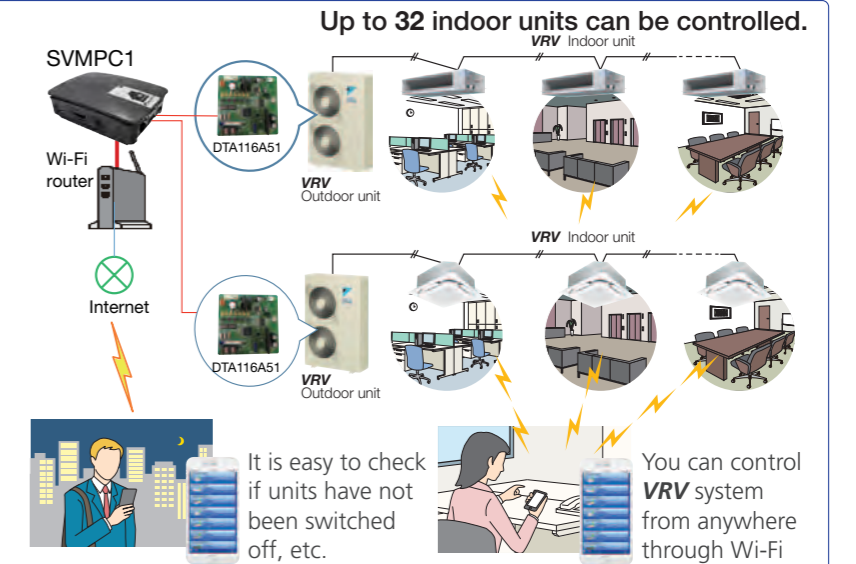 Up to 32 indoor units can be controlled.
VRV Indoor unit
SVMPC1
DTA116A51
Wi-Fi
router
VRV
Outdoor unit
VRV Indoor unit
Internet
DTA116A51
VRV
Outdoor unit
It is easy to check
if units have not
been switched
off, etc.
You can control
VRV system
from anywhere
through Wi-Fi